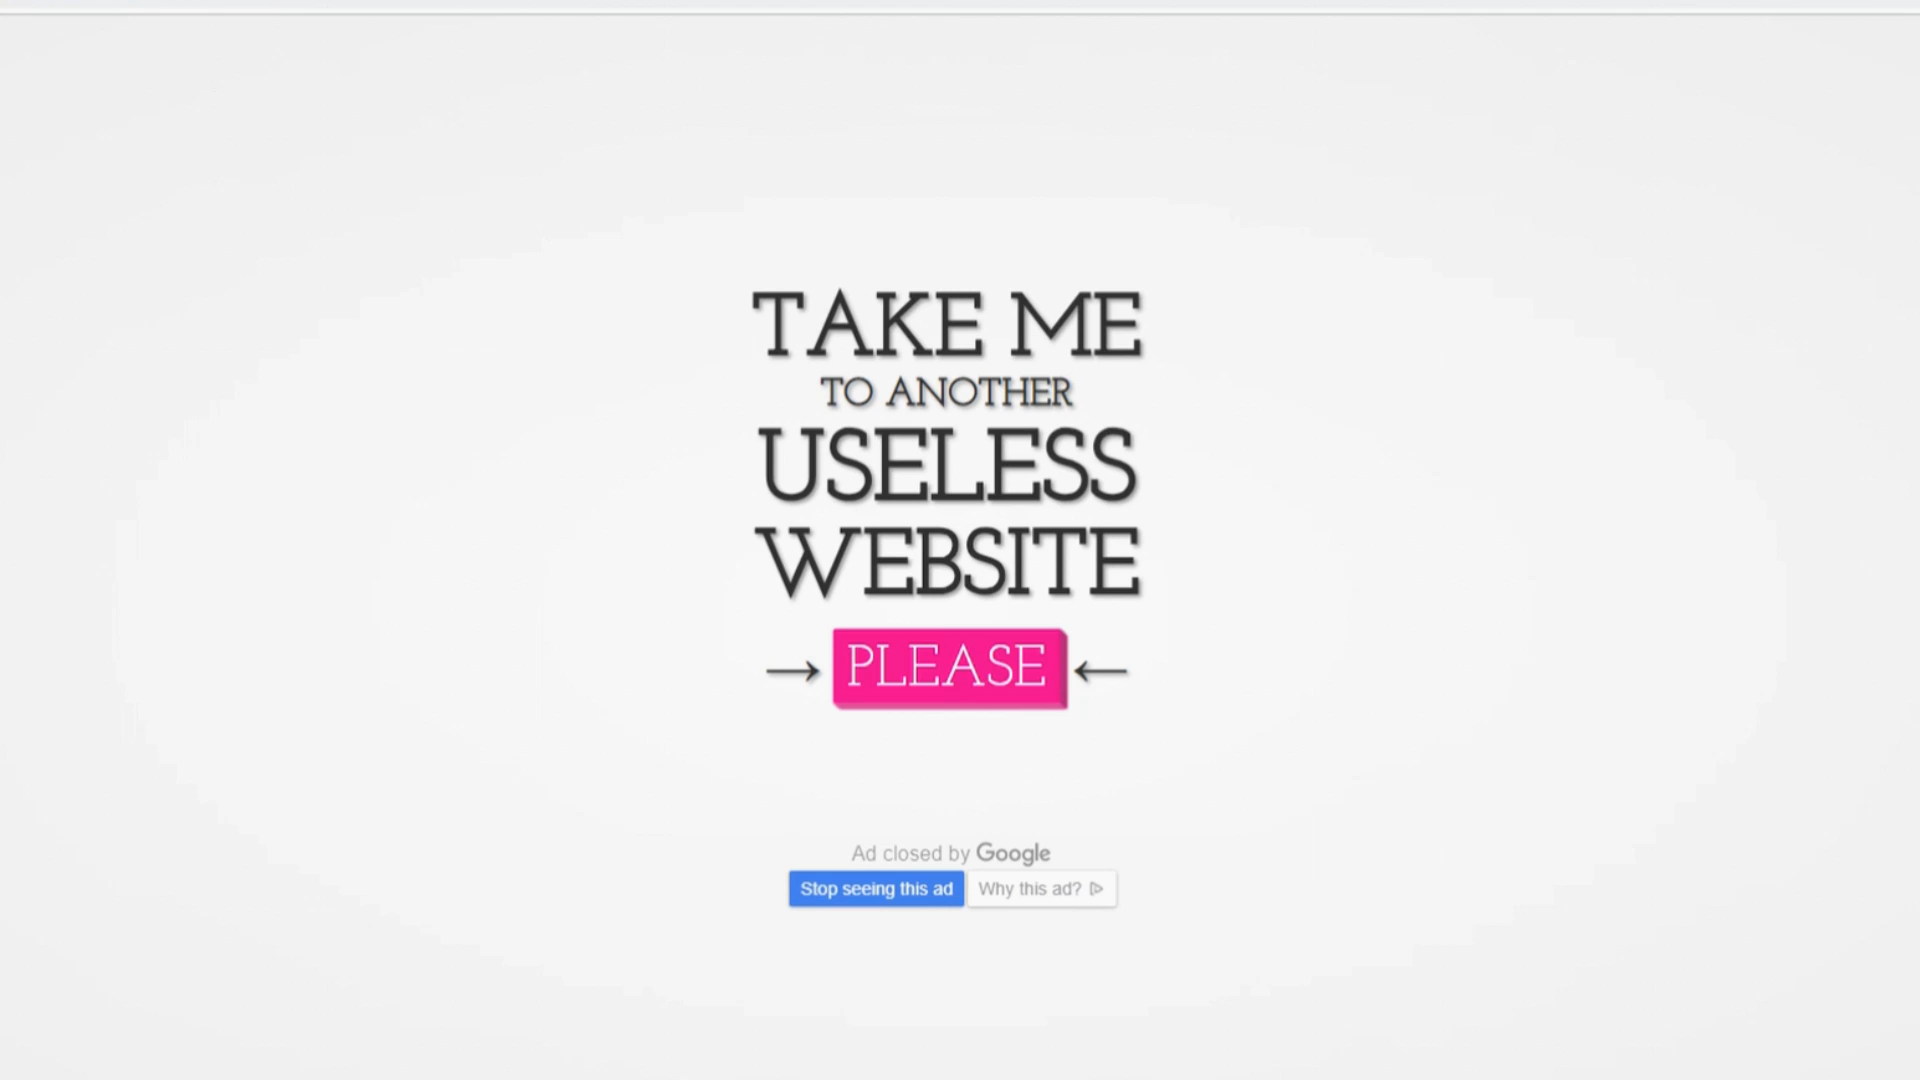 TAKE ME
TO ANOTHER
USELESS
WEBSITE
→ PLEASE ←
Ad closed by Google
Stop seeing this ad
Why this ad?